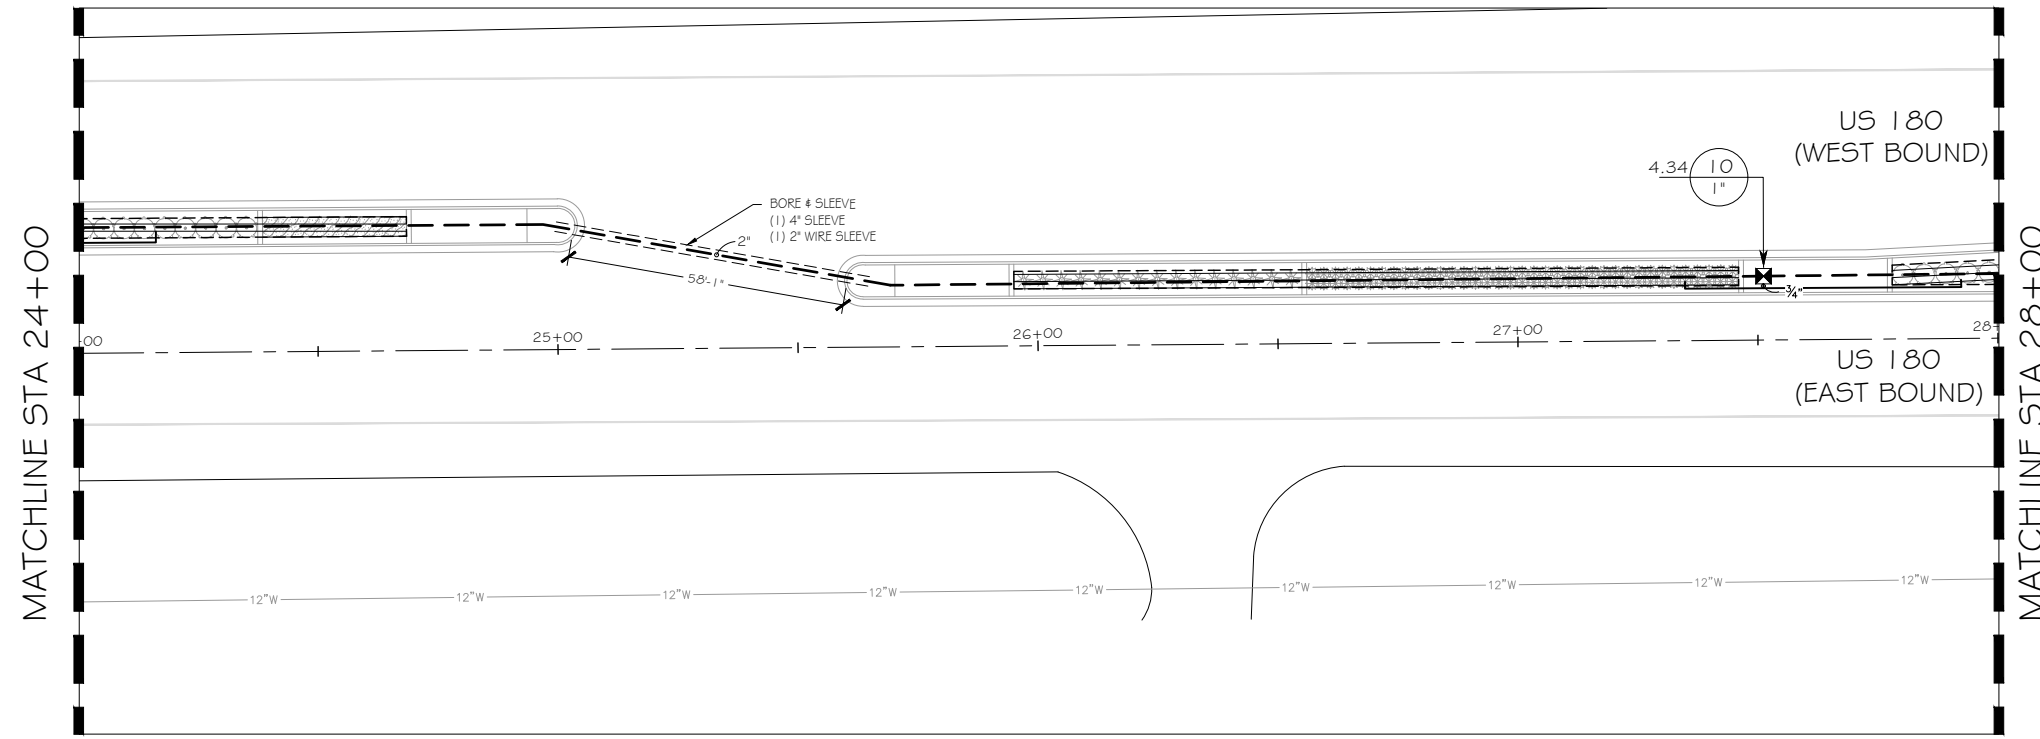 US 180
(WEST BOUND)
4.34
10
1"
BORE & SLEEVE
(1) 4" SLEEVE
(1) 2" WIRE SLEEVE
2"
58'-1"
3/4"
+00
25+00
26+00
27+00
28+
US 180
(EAST BOUND)
MATCHLINE STA 24+00
MATCHLINE STA 28+00
12"W
12"W
12"W
12"W
12"W
12"W
12"W
12"W
12"W